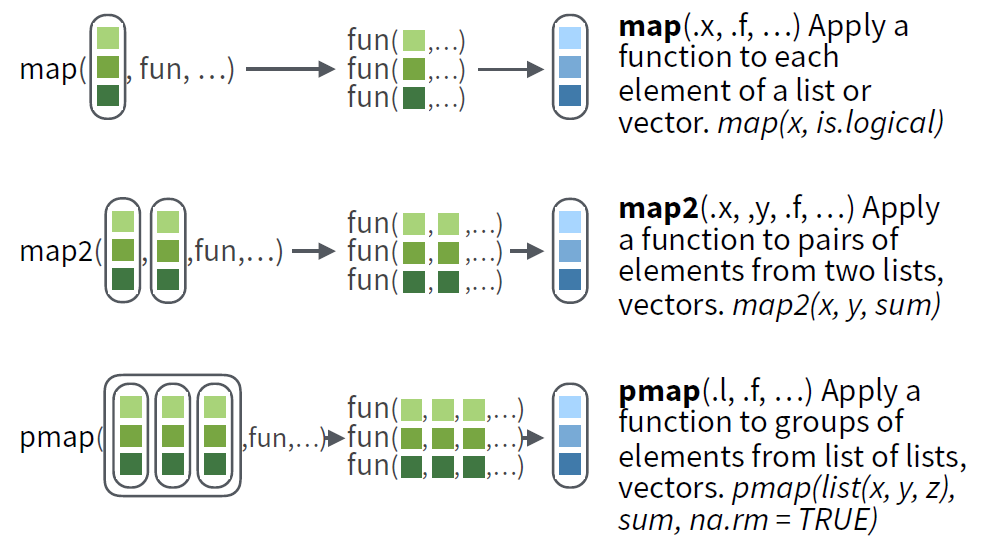 map( , fun, …)
fun( ,…)
fun( ,…)
fun( ,…)
map(.x, .f, …) Apply a
function to each
element of a list or
vector. map(x, is.logical)
map2( , ,fun,…)
fun( , ,…)
fun( , ,…)
fun( , ,…)
map2(.x, ,y, .f, …) Apply
a function to pairs of
elements from two lists,
vectors. map2(x, y, sum)
pmap( ,fun,…)
fun( , , ,…)
fun( , , ,…)
fun( , , ,…)
pmap(.l, .f, …) Apply a
function to groups of
elements from list of lists,
vectors. pmap(list(x, y, z),
sum, na.rm = TRUE)